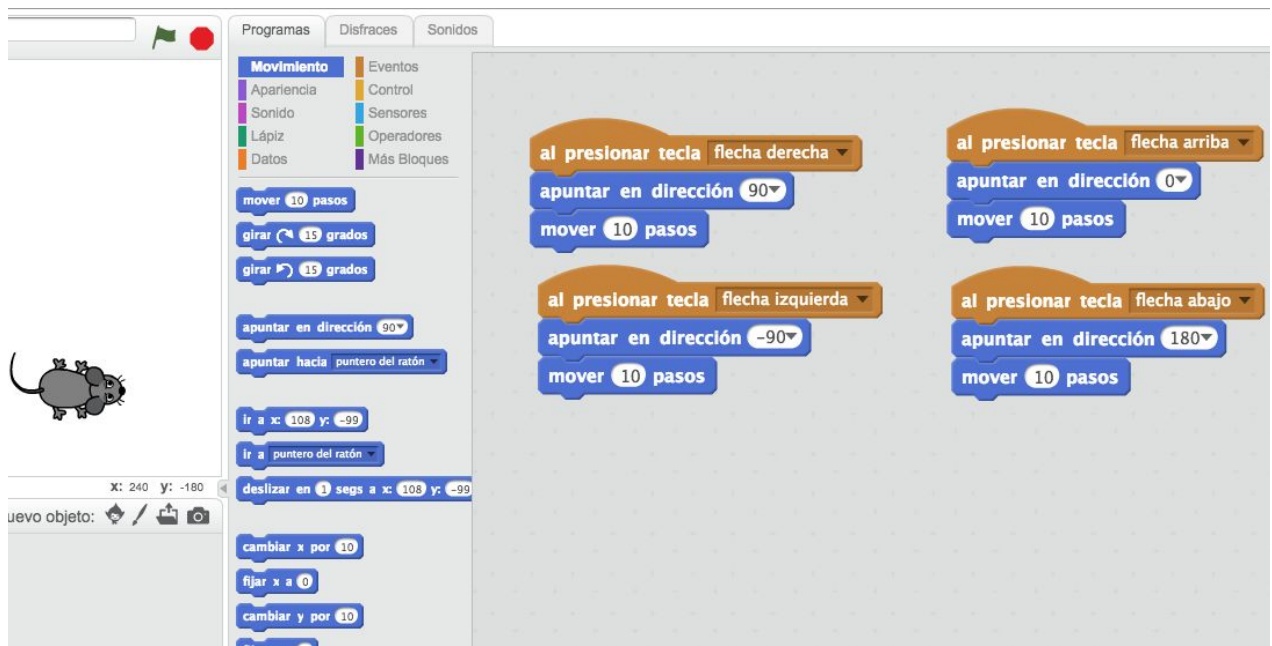 Programas
Disfraces
Sonidos
Movimiento
Eventos
Apariencia
Control
Sonido
Sensores
Lápiz
Operadores
Datos
Más Bloques
mover 10 pasos
girar 15 grados
girar 15 grados
apuntar en dirección 90
apuntar hacia puntero del ratón
ir a x: 108 y: -99
ir a puntero del ratón
deslizar en 1 segs a x: 108 y: -99
cambiar x por 10
fijar x a 0
cambiar y por 10
x: 240 y: -180
uevo objeto:
al presionar tecla flecha derecha
apuntar en dirección 90
mover 10 pasos
al presionar tecla flecha izquierda
apuntar en dirección -90
mover 10 pasos
al presionar tecla flecha arriba
apuntar en dirección 0
mover 10 pasos
al presionar tecla flecha abajo
apuntar en dirección 180
mover 10 pasos